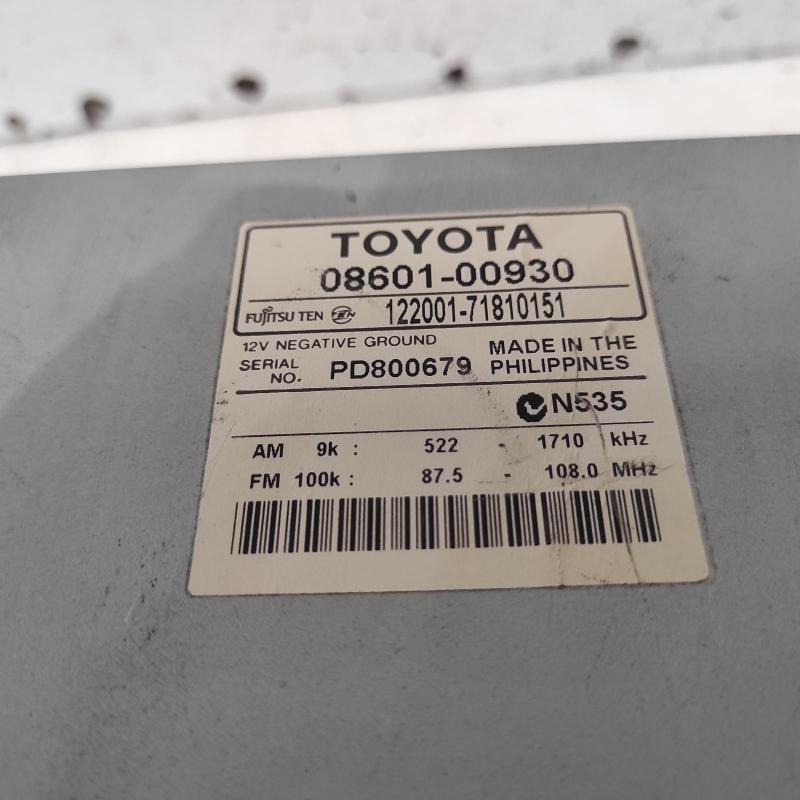 TOYOTA
08601-00930
FUJITSU TEN TEN 122001-71810151
12V NEGATIVE GROUND
SERIAL NO. PD800679 MADE IN THE PHILIPPINES
N535
AM 9k : 522 - 1710 kHz
FM 100k : 87.5 - 108.0 MHz